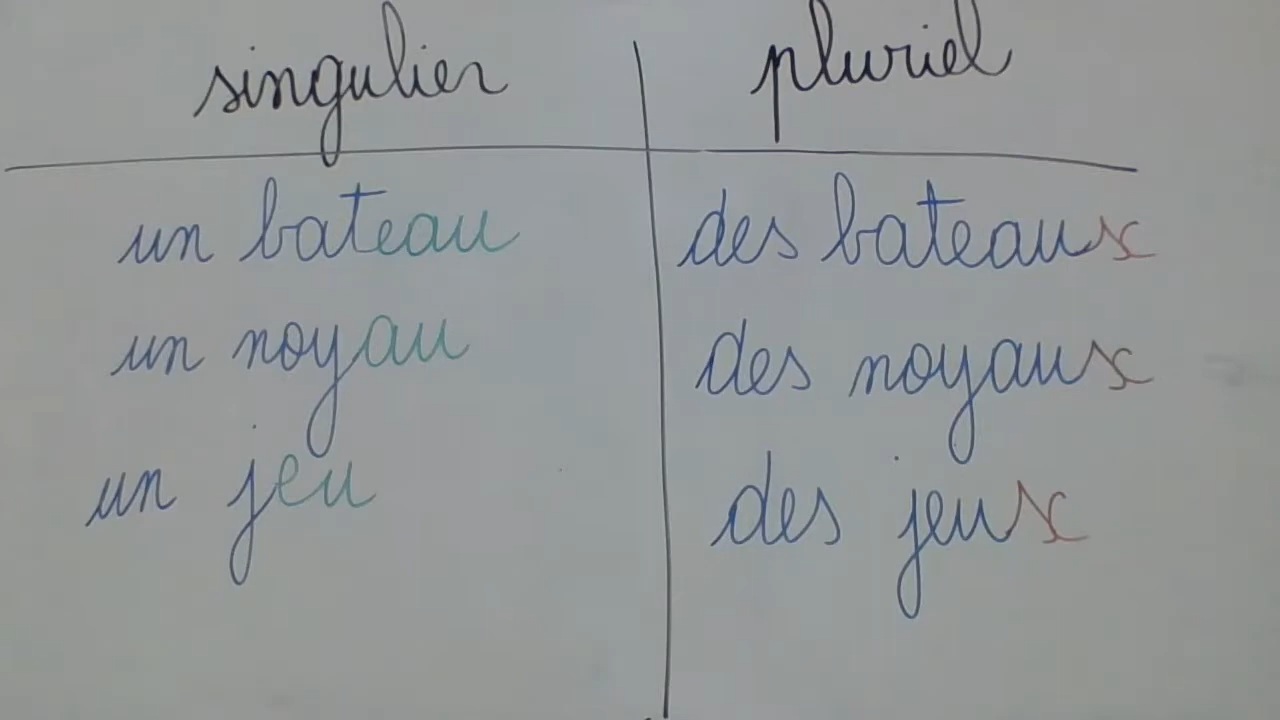 singulier pluriel
un bateau des bateaux
un noyau des noyaux
un jeu des jeux